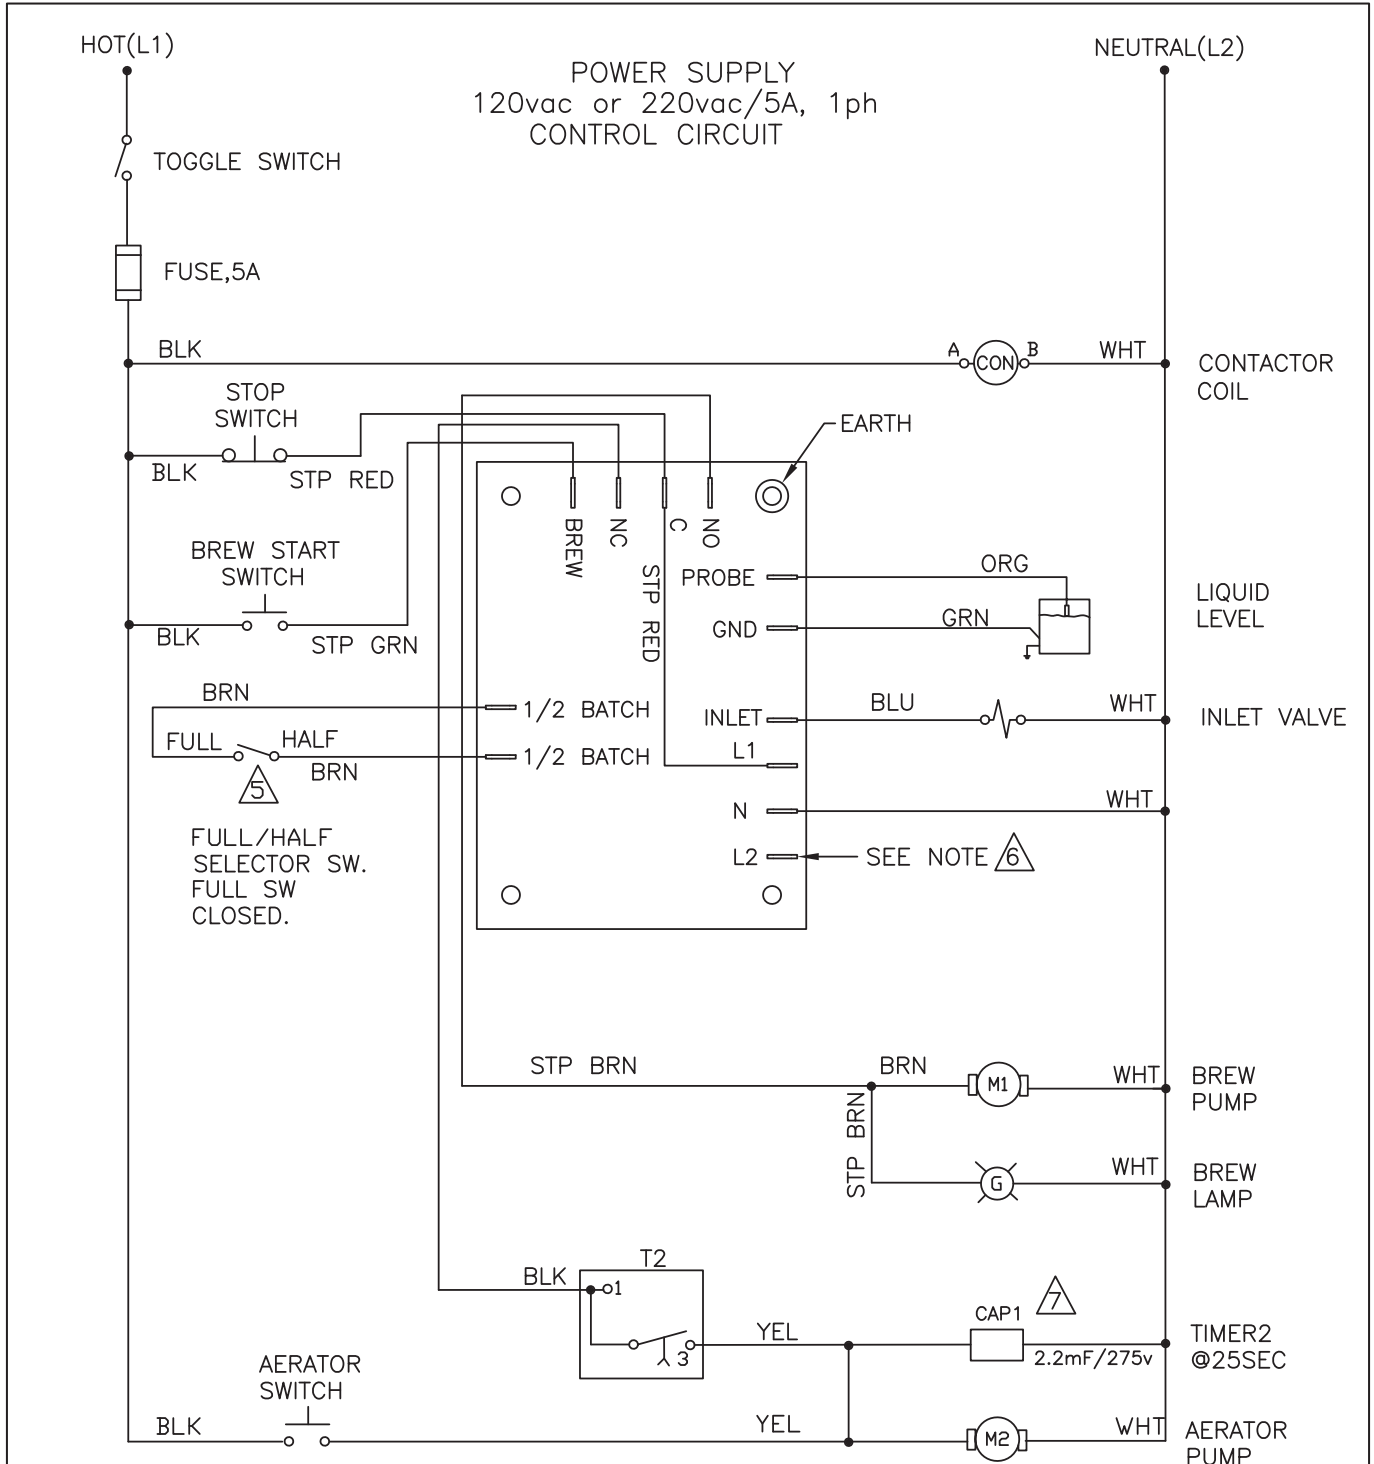 HOT(L1)
NEUTRAL(L2)
POWER SUPPLY
120vac or 220vac/5A, 1ph
CONTROL CIRCUIT
TOGGLE SWITCH
FUSE,5A
BLK
A
CON
B
WHT
CONTACTOR
COIL
STOP
SWITCH
BLK
STP RED
EARTH
BREW
NC
C
NO
STP RED
BREW START
SWITCH
BLK
STP GRN
PROBE
ORG
GND
GRN
LIQUID
LEVEL
BRN
1/2 BATCH
INLET
BLU
WHT
INLET VALVE
FULL
HALF
BRN
1/2 BATCH
L1
5
N
WHT
FULL/HALF
SELECTOR SW.
FULL SW
CLOSED.
L2
SEE NOTE 6
STP BRN
BRN
M1
WHT
BREW
PUMP
STP BRN
G
WHT
BREW
LAMP
T2
BLK
1
3
YEL
CAP1
7
2.2mF/275v
TIMER2
@25SEC
AERATOR
SWITCH
BLK
YEL
M2
WHT
AERATOR
PUMP